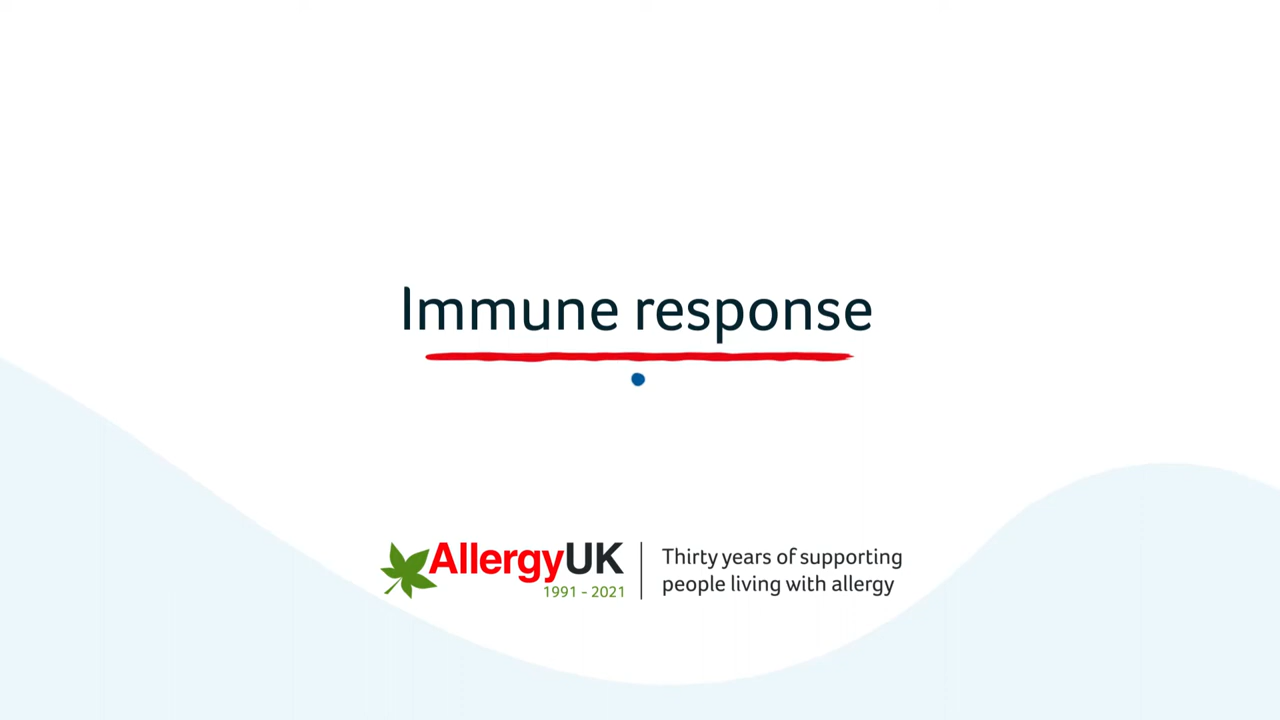 Immune response
AllergyUK
1991 - 2021
Thirty years of supporting
people living with allergy